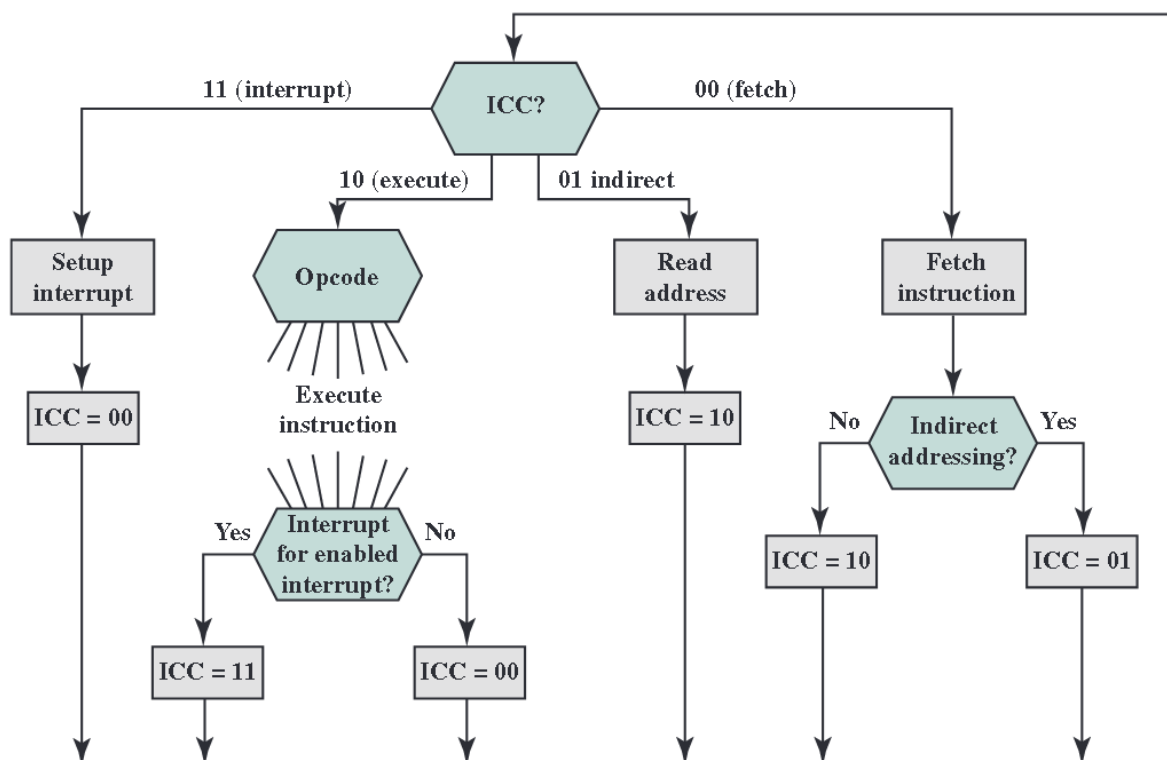 11 (interrupt)
ICC?
00 (fetch)
10 (execute)
01 indirect
Setup
interrupt
Opcode
Read
address
Fetch
instruction
ICC = 00
Execute
instruction
ICC = 10
No
Indirect
addressing?
Yes
Yes
Interrupt
for enabled
interrupt?
No
ICC = 10
ICC = 01
ICC = 11
ICC = 00